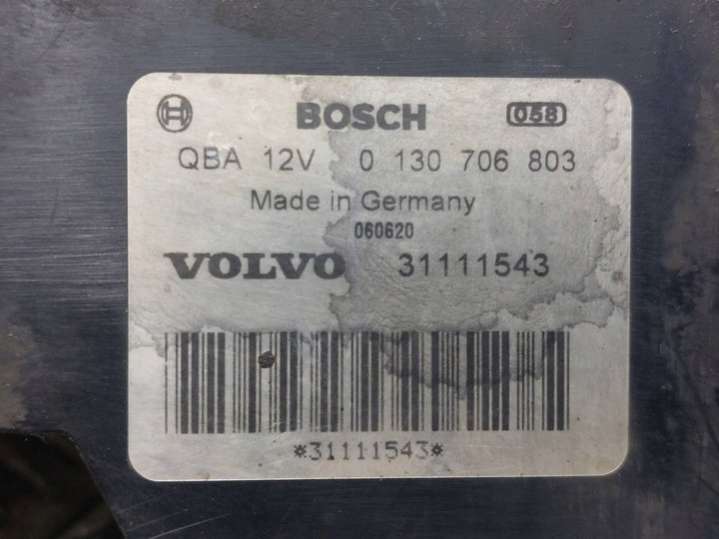 BOSCH 058
QBA 12V 0 130 706 803
Made in Germany
060620
VOLVO 31111543
*31111543*